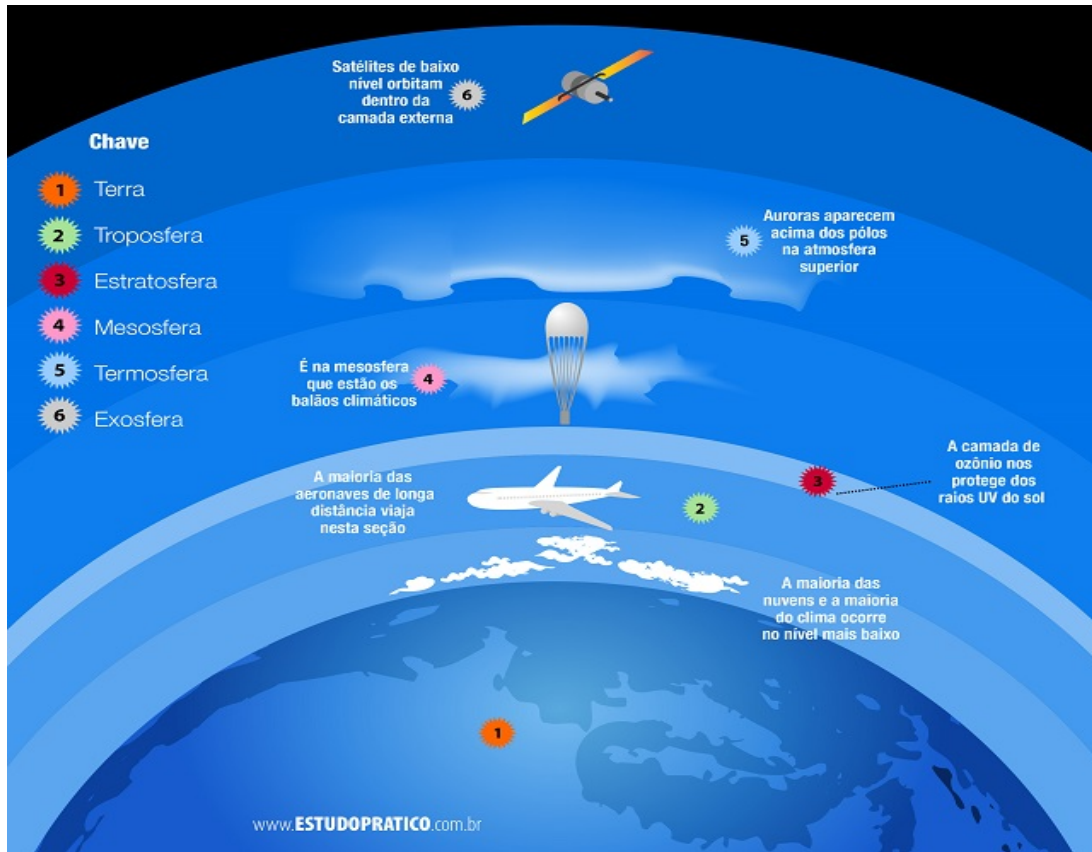 Satélites de baixo
nível orbitam
dentro da
camada externa
6
Chave
1 Terra
2 Troposfera
3 Estratosfera
4 Mesosfera
5 Termosfera
6 Exosfera
5
Auroras aparecem
acima dos pólos
na atmosfera
superior
É na mesosfera
que estão os
balãos climáticos
4
A maioria das
aeronaves de longa
distância viaja
nesta seção
2
3
A camada de
ozônio nos
protege dos
raios UV do sol
A maioria das
nuvens e a maioria
do clima ocorre
no nível mais baixo
1
www.ESTUDOPRATICO.com.br